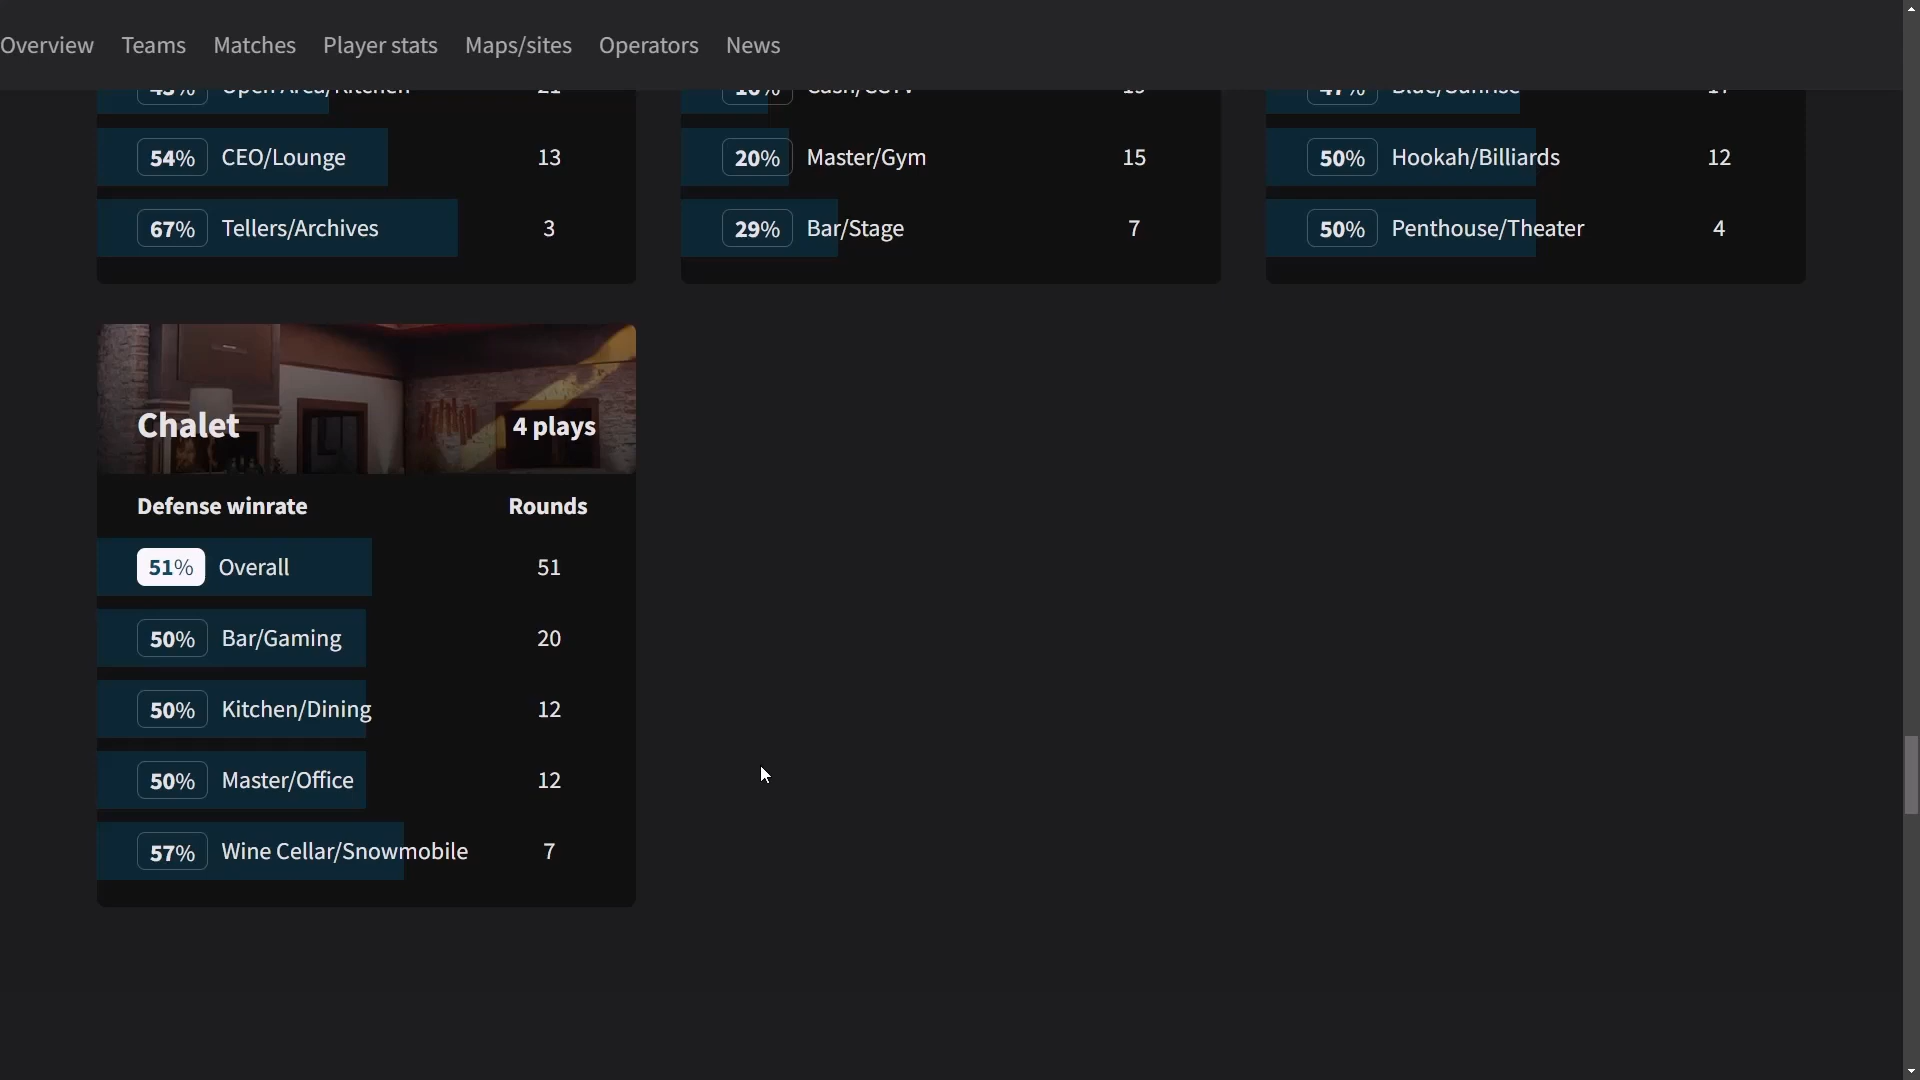 Overview Teams Matches Player stats Maps/sites Operators News
54% CEO/Lounge 13
67% Tellers/Archives 3
20% Master/Gym 15
29% Bar/Stage 7
50% Hookah/Billiards 12
50% Penthouse/Theater 4
Chalet 4 plays
Defense winrate Rounds
51% Overall 51
50% Bar/Gaming 20
50% Kitchen/Dining 12
50% Master/Office 12
57% Wine Cellar/Snowmobile 7